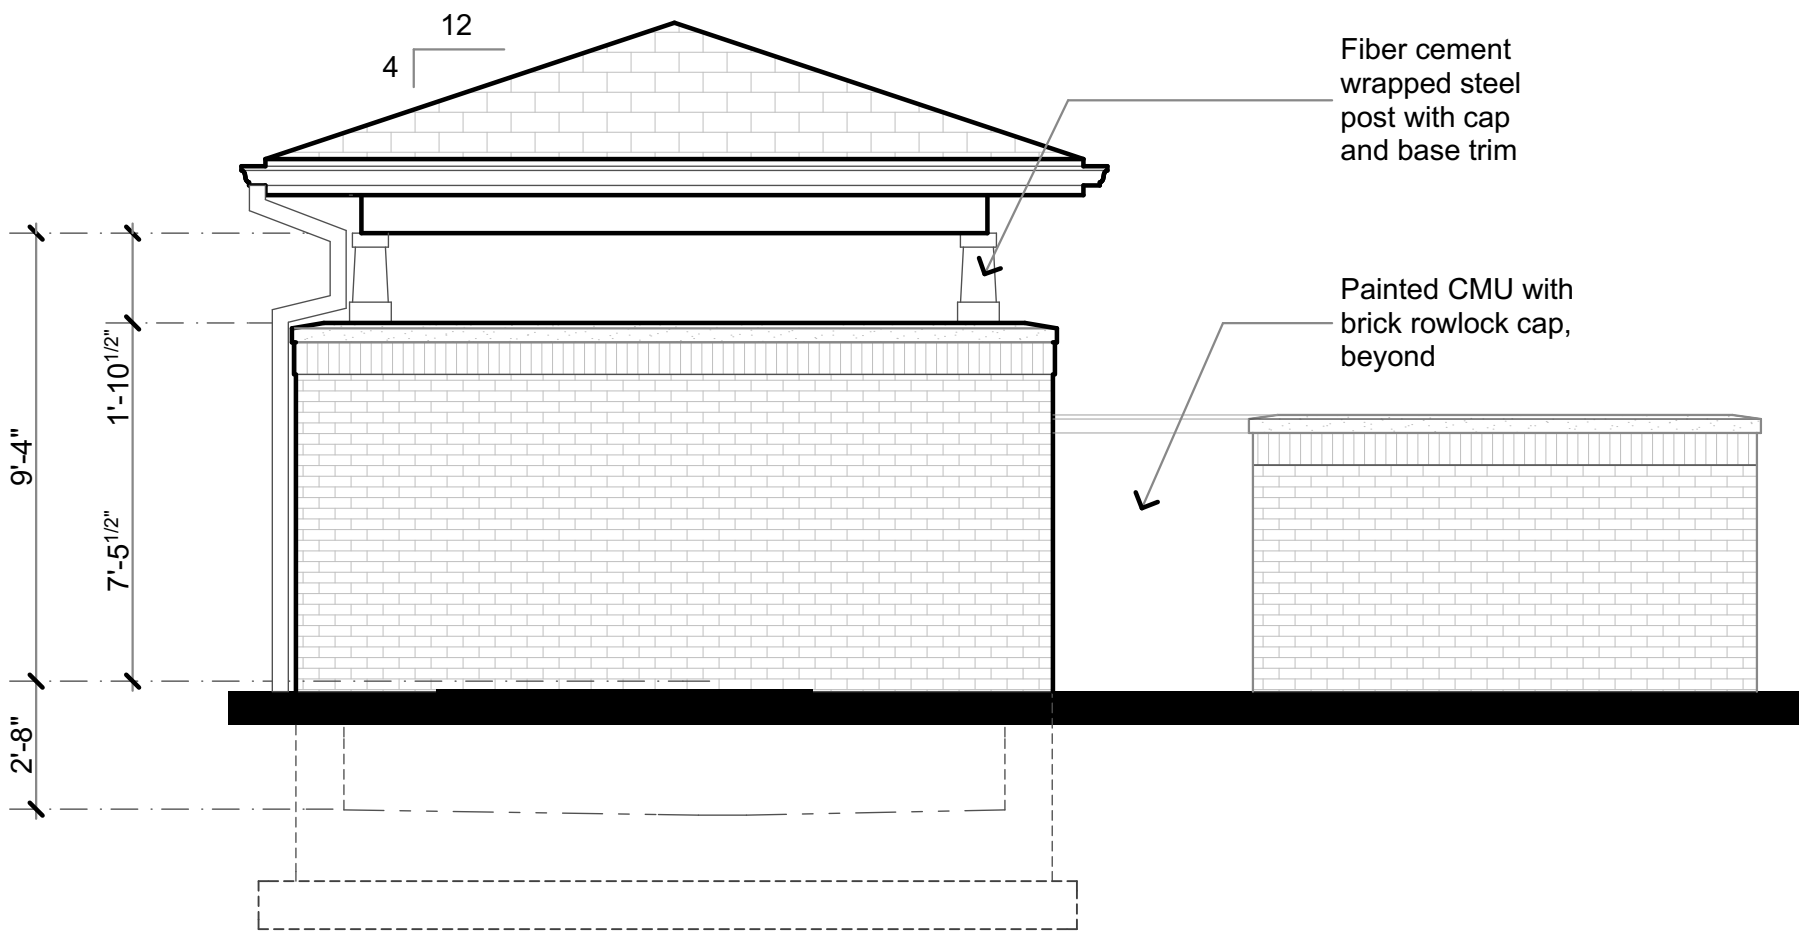 12
4
Fiber cement
wrapped steel
post with cap
and base trim
Painted CMU with
brick rowlock cap,
beyond
1'-10 1/2"
9'-4"
7'-5 1/2"
2'-8"